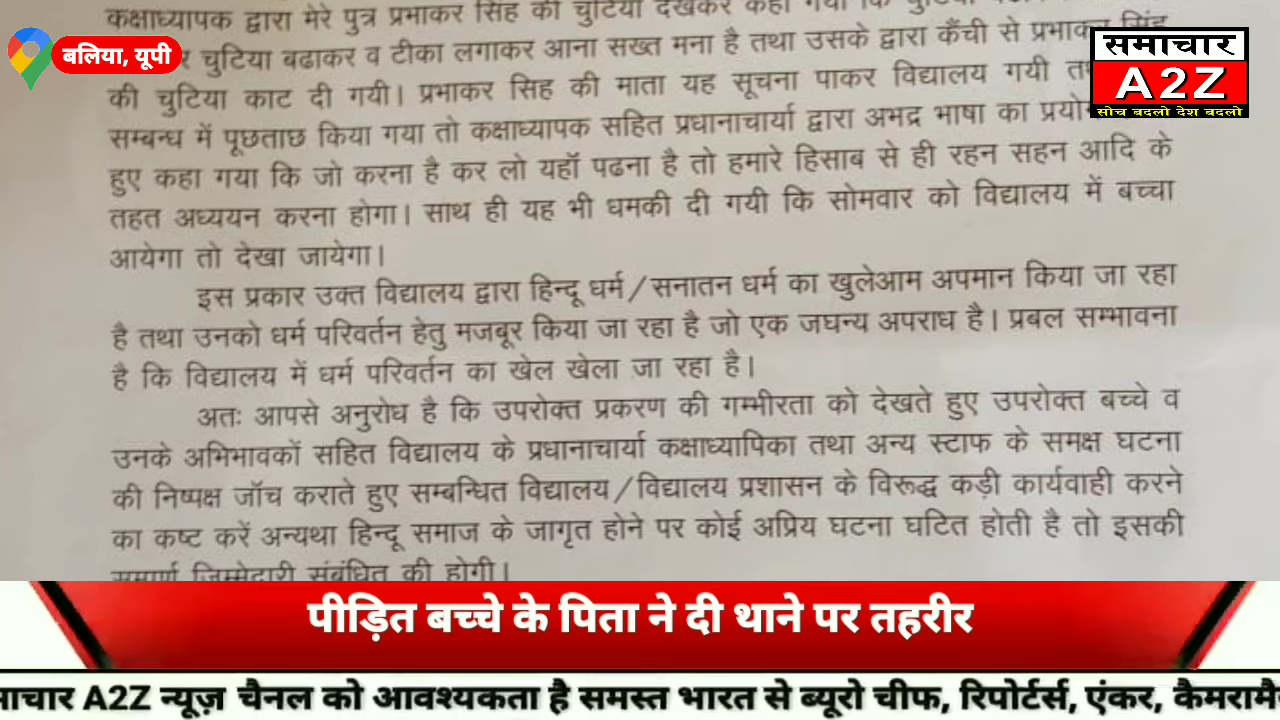 कक्षाध्यापक द्वारा मेरे पुत्र प्रभाकर सिंह की चुटिया देखकर कहा गया कि
चुटिया बढाकर व टीका लगाकर आना सख्त मना है तथा उसके द्वारा कैंची से प्रभाकर सिंह
की चुटिया काट दी गयी। प्रभाकर सिह की माता यह सूचना पाकर विद्यालय गयी
सम्बन्ध में पूछताछ किया गया तो कक्षाध्यापक सहित प्रधानाचार्या द्वारा अभद्र भाषा का
हुए कहा गया कि जो करना है कर लो यहॉ पढना है तो हमारे हिसाब से ही रहन सहन आदि के
तहत अध्ययन करना होगा। साथ ही यह भी धमकी दी गयी कि सोमवार को विद्यालय में बच्चा
आयेगा तो देखा जायेगा।
इस प्रकार उक्त विद्यालय द्वारा हिन्दू धर्म/सनातन धर्म का खुलेआम अपमान किया जा रहा
है तथा उनको धर्म परिवर्तन हेतु मजबूर किया जा रहा है जो एक जघन्य अपराध है। प्रबल सम्भावना
है कि विद्यालय में धर्म परिवर्तन का खेल खेला जा रहा है।
अतः आपसे अनुरोध है कि उपरोक्त प्रकरण की गम्भीरता को देखते हुए उपरोक्त बच्चे व
उनके अभिभावकों सहित विद्यालय के प्रधानाचार्या कक्षाध्यापिका तथा अन्य स्टाफ के समक्ष घटना
की निष्पक्ष जॉच कराते हुए सम्बन्धित विद्यालय/विद्यालय प्रशासन के विरूद्ध कड़ी कार्यवाही करने
का कष्ट करें अन्यथा हिन्दू समाज के जागृत होने पर कोई अप्रिय घटना घटित होती है तो इसकी
सम्पूर्ण जिम्मेदारी संबंधित की होगी।
बलिया, यूपी
समाचार
A2Z
सोच बदलो देश बदलो
पीड़ित बच्चे के पिता ने दी थाने पर तहरीर
A2Z न्यूज़ चैनल को आवश्यकता है समस्त भारत से ब्यूरो चीफ, रिपोर्टर्स, एंकर,